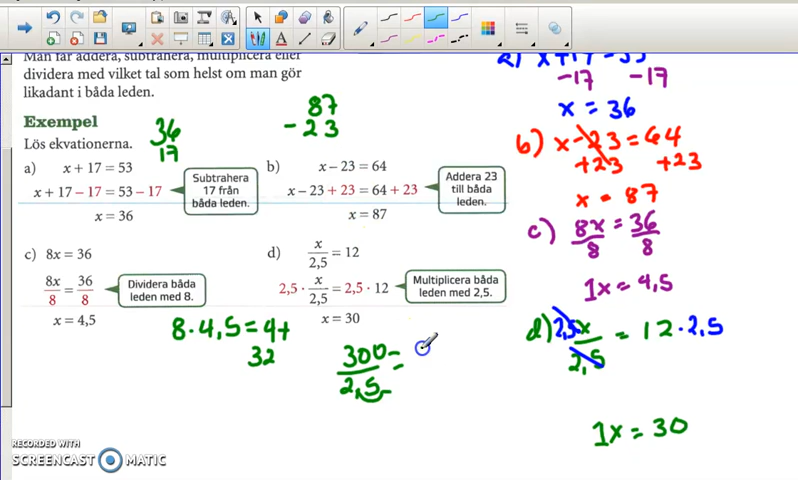 Man får addera, subtrahera, multiplicera eller
dividera med vilket tal som helst om man gör
likadant i båda leden.
Exempel
Lös ekvationerna.
36
17
87
- 23
a) x + 17 = 53
x + 17 − 17 = 53 − 17
x = 36
Subtrahera
17 från
båda leden.
b) x − 23 = 64
x − 23 + 23 = 64 + 23
x = 87
Addera 23
till båda
leden.
c) 8x = 36
8x/8 = 36/8
x = 4,5
Dividera båda
leden med 8.
d) x/2,5 = 12
2,5 · x/2,5 = 2,5 · 12
x = 30
Multiplicera båda
leden med 2,5.
8 · 4,5 = 4+
32
300/2,5 =
-17 -17
x = 36
b) x - 23 = 64
+23 +23
x = 87
c) 8x/8 = 36/8
1x = 4,5
d) 2,5x/2,5 = 12 · 2,5
1x = 30
RECORDED WITH
SCREENCAST MATIC